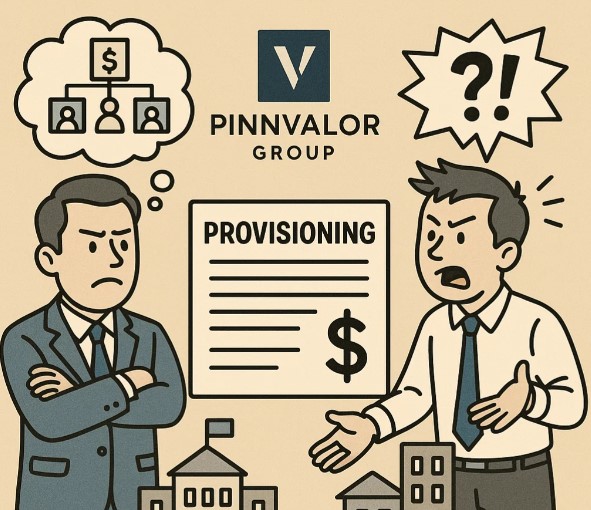 $
?!
V
PINNVALOR
GROUP
PROVISIONING
$